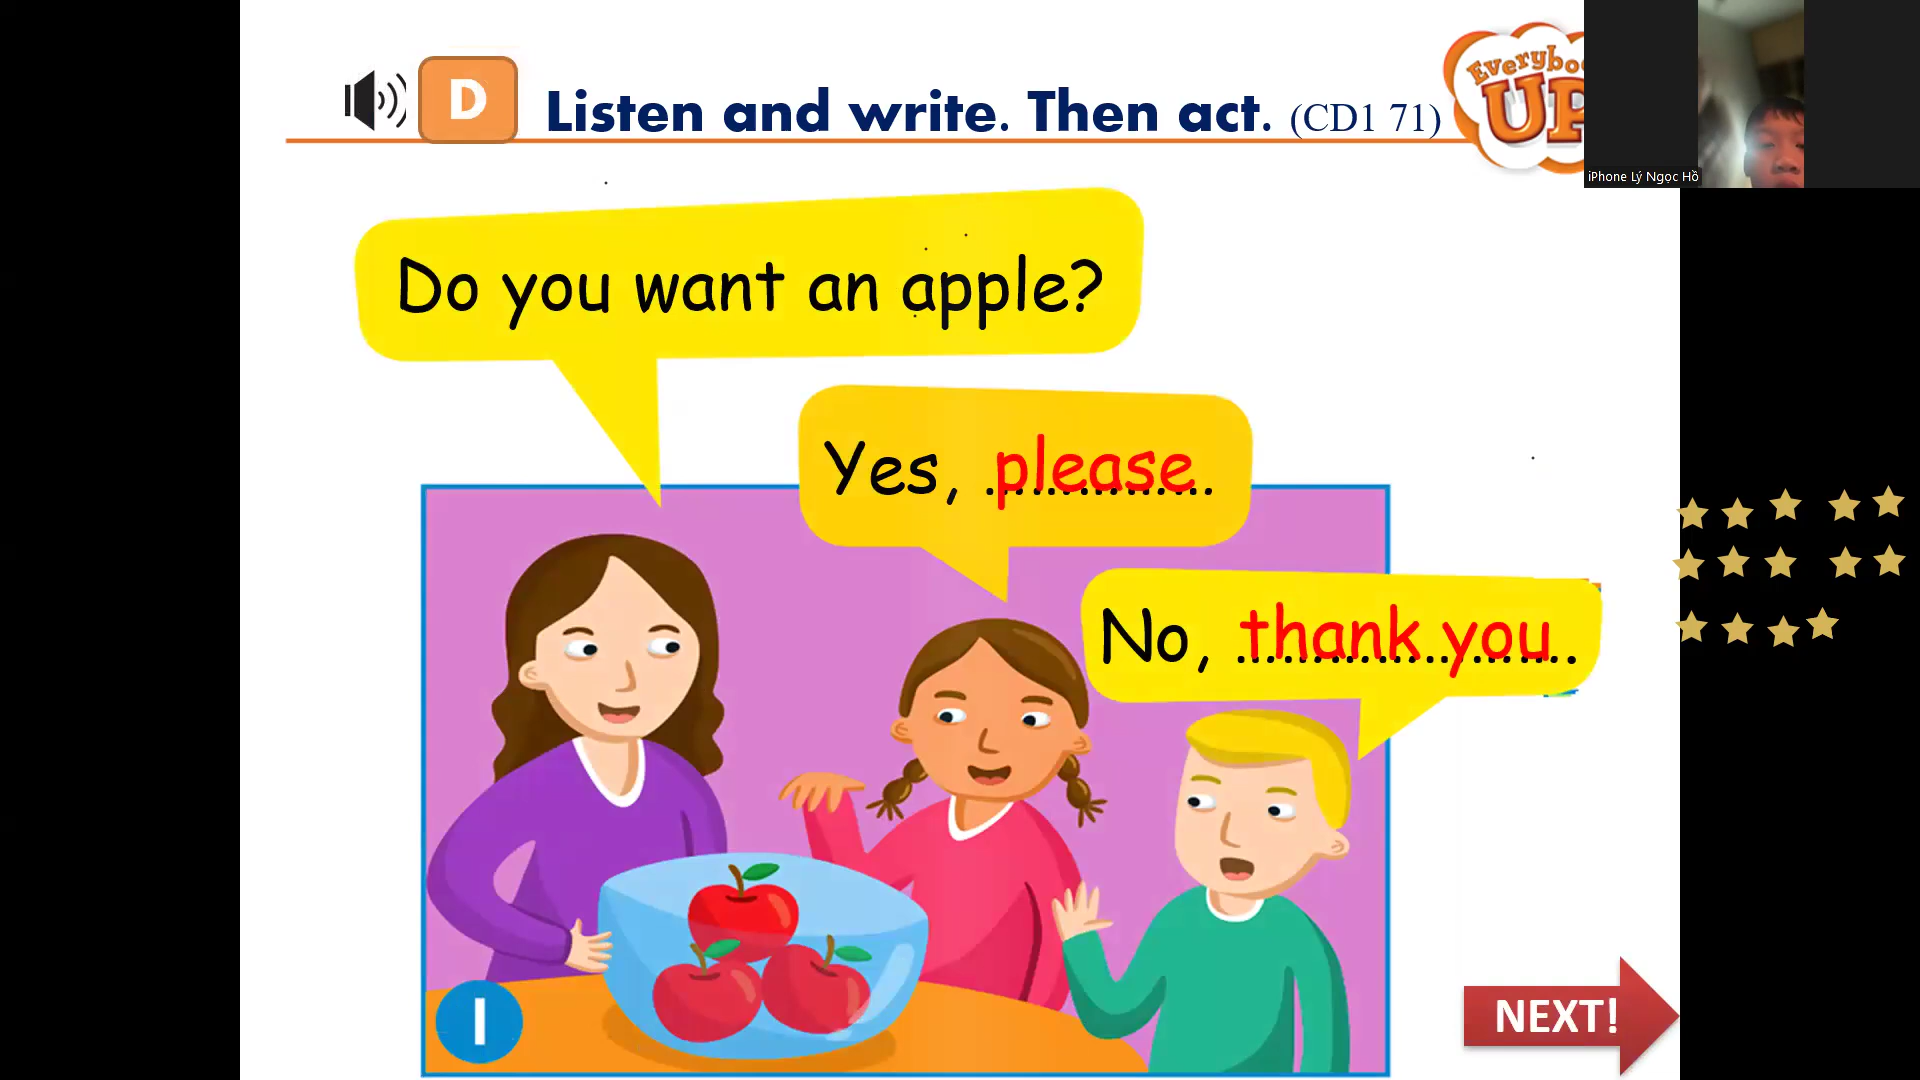 D Listen and write. Then act. (CD1 71)
UP
iPhone Lý Ngọc Hồ
Do you want an apple?
Yes, please.
No, thank you.
1
NEXT!